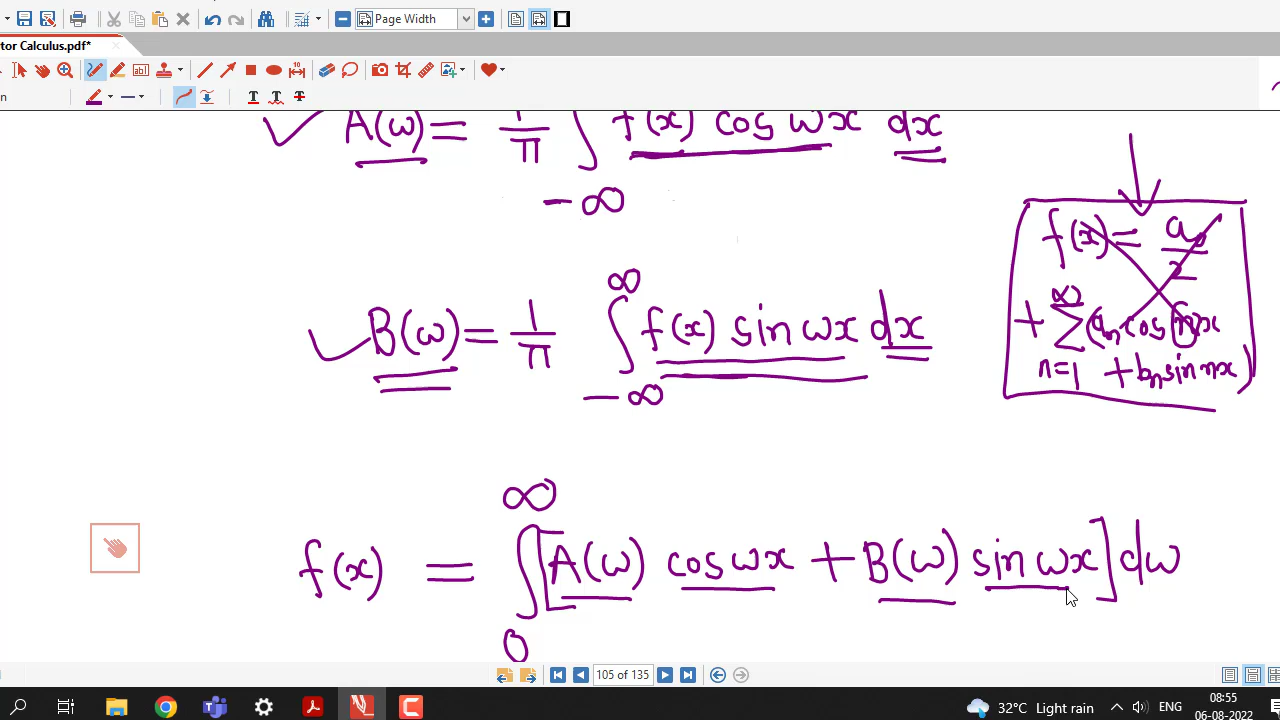 Page Width
tor Calculus.pdf*
A(ω) = 1/π ∫ f(x) cos ωx dx
-∞
f(x) = a₀/2
∞
+ Σ (aₙ cos nx
n=1 + bₙ sin nx)
∞
B(ω) = 1/π ∫ f(x) sin ωx dx
-∞
∞
f(x) = ∫ [A(ω) cos ωx + B(ω) sin ωx] dω
0
105 of 135
32°C Light rain
ENG
08:55
06-08-2022